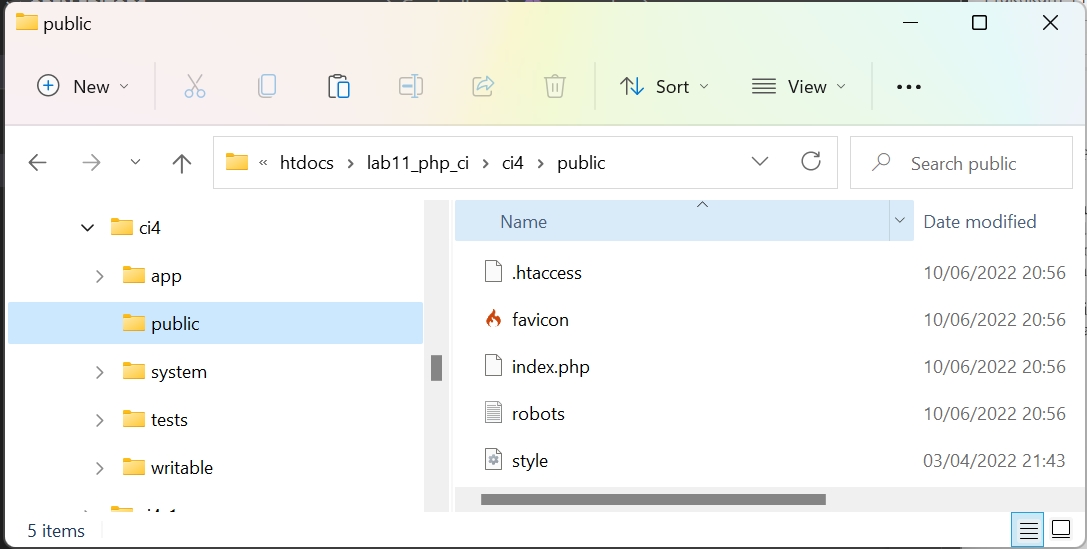 public
New Sort View
« htdocs > lab11_php_ci > ci4 > public Search public
ci4
app
public
system
tests
writable
Name Date modified
.htaccess 10/06/2022 20:56
favicon 10/06/2022 20:56
index.php 10/06/2022 20:56
robots 10/06/2022 20:56
style 03/04/2022 21:43
5 items